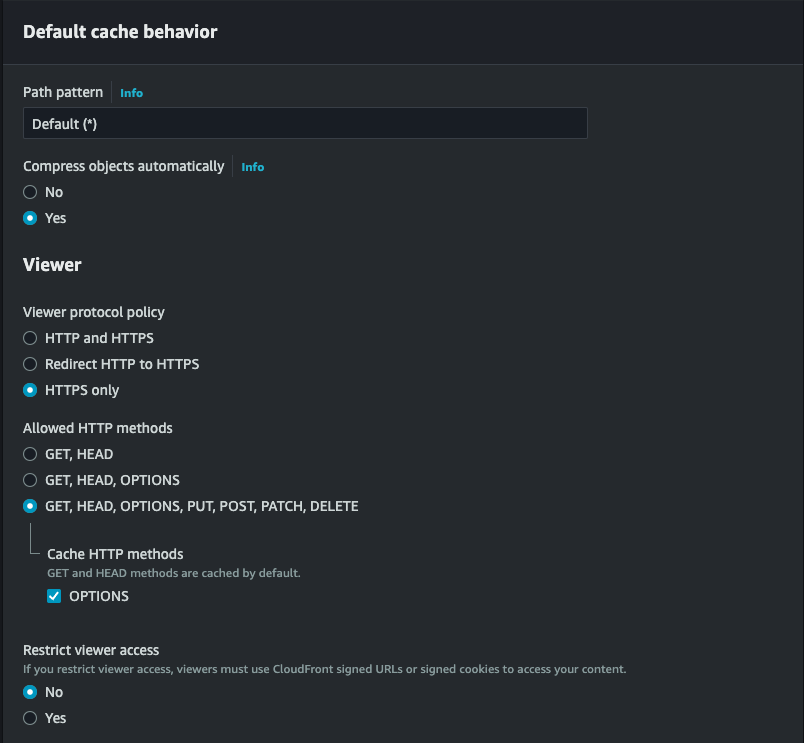 Default cache behavior
Path pattern Info
Default (*)
Compress objects automatically Info
No
Yes
Viewer
Viewer protocol policy
HTTP and HTTPS
Redirect HTTP to HTTPS
HTTPS only
Allowed HTTP methods
GET, HEAD
GET, HEAD, OPTIONS
GET, HEAD, OPTIONS, PUT, POST, PATCH, DELETE
Cache HTTP methods
GET and HEAD methods are cached by default.
OPTIONS
Restrict viewer access
If you restrict viewer access, viewers must use CloudFront signed URLs or signed cookies to access your content.
No
Yes